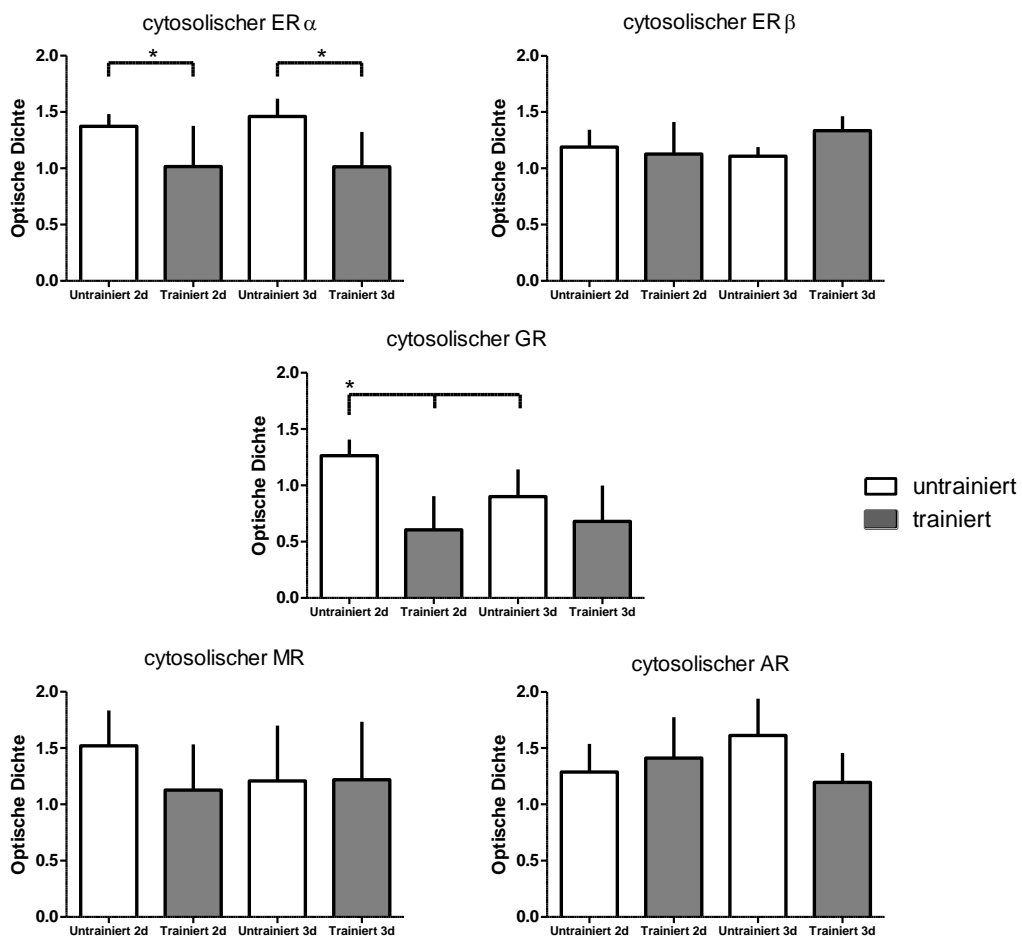 cytosolischer ER α
cytosolischer ER β
Optische Dichte
2.0
1.5
1.0
0.5
0.0
*
*
Untrainiert 2d Trainiert 2d Untrainiert 3d Trainiert 3d
Optische Dichte
2.0
1.5
1.0
0.5
0.0
Untrainiert 2d Trainiert 2d Untrainiert 3d Trainiert 3d
cytosolischer GR
Optische Dichte
2.0
1.5
1.0
0.5
0.0
*
Untrainiert 2d Trainiert 2d Untrainiert 3d Trainiert 3d
untrainiert
trainiert
cytosolischer MR
Optische Dichte
2.0
1.5
1.0
0.5
0.0
Untrainiert 2d Trainiert 2d Untrainiert 3d Trainiert 3d
cytosolischer AR
Optische Dichte
2.0
1.5
1.0
0.5
0.0
Untrainiert 2d Trainiert 2d Untrainiert 3d Trainiert 3d